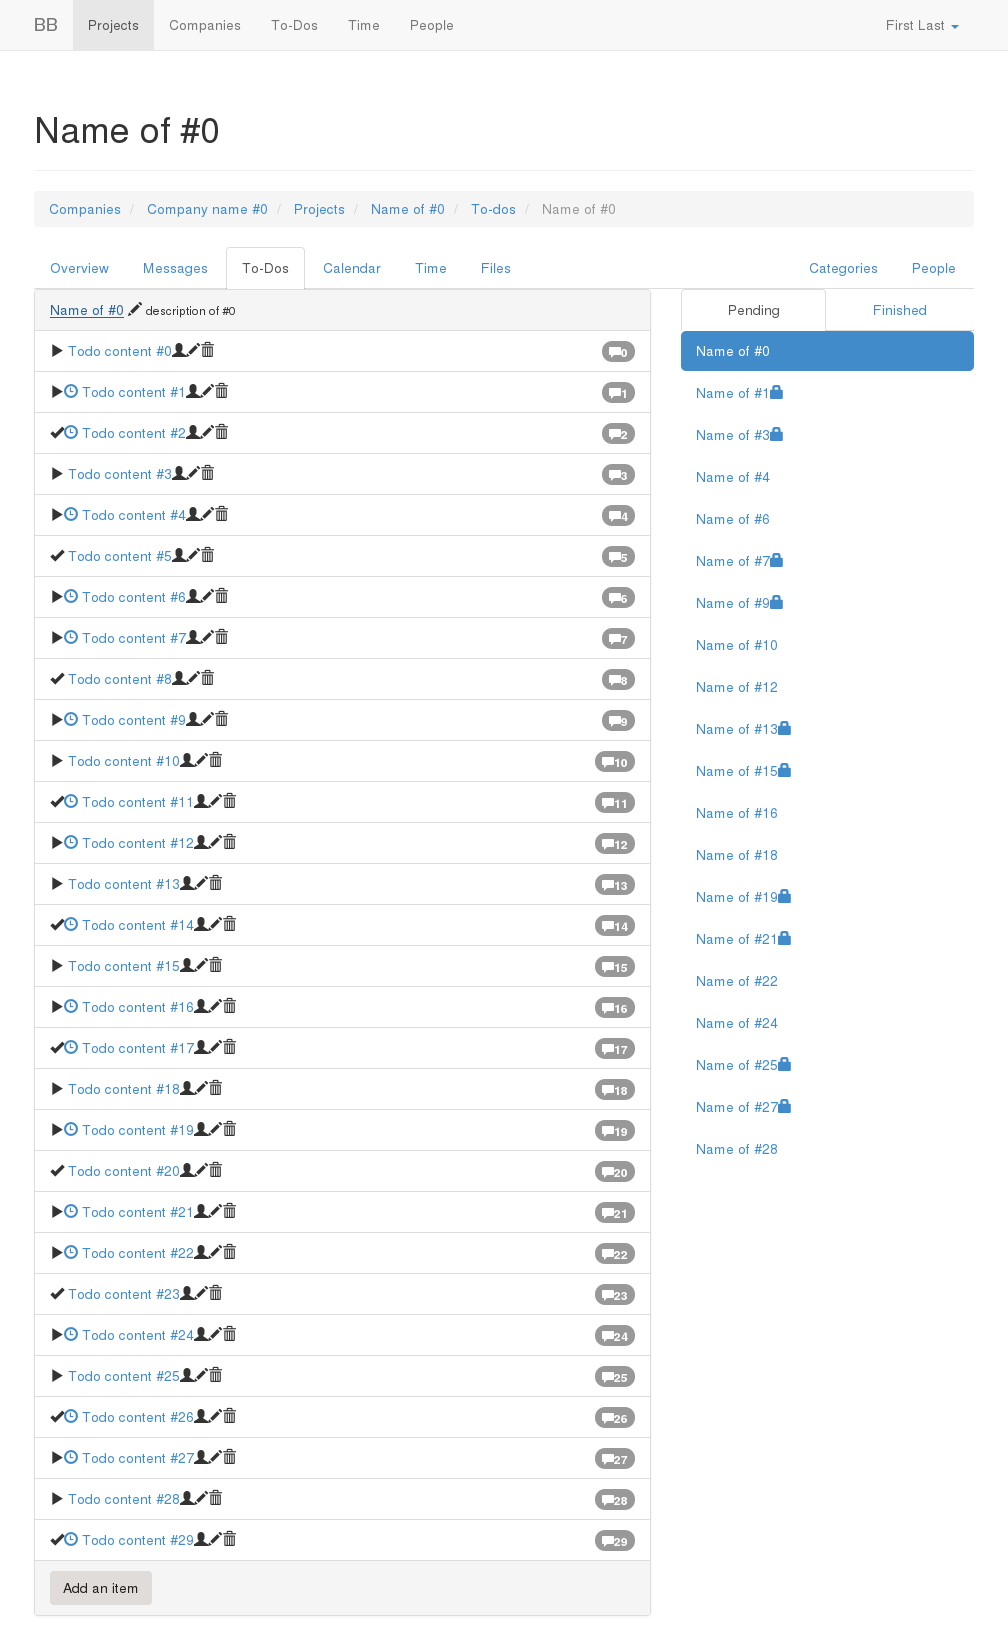 BB Projects Companies To-Dos Time People First Last
Name of #0
Companies / Company name #0 / Projects / Name of #0 / To-dos / Name of #0
Overview Messages To-Dos Calendar Time Files Categories People
Name of #0 description of #0
Todo content #0 0
Todo content #1 1
Todo content #2 2
Todo content #3 3
Todo content #4 4
Todo content #5 5
Todo content #6 6
Todo content #7 7
Todo content #8 8
Todo content #9 9
Todo content #10 10
Todo content #11 11
Todo content #12 12
Todo content #13 13
Todo content #14 14
Todo content #15 15
Todo content #16 16
Todo content #17 17
Todo content #18 18
Todo content #19 19
Todo content #20 20
Todo content #21 21
Todo content #22 22
Todo content #23 23
Todo content #24 24
Todo content #25 25
Todo content #26 26
Todo content #27 27
Todo content #28 28
Todo content #29 29
Add an item
Pending Finished
Name of #0
Name of #1
Name of #3
Name of #4
Name of #6
Name of #7
Name of #9
Name of #10
Name of #12
Name of #13
Name of #15
Name of #16
Name of #18
Name of #19
Name of #21
Name of #22
Name of #24
Name of #25
Name of #27
Name of #28